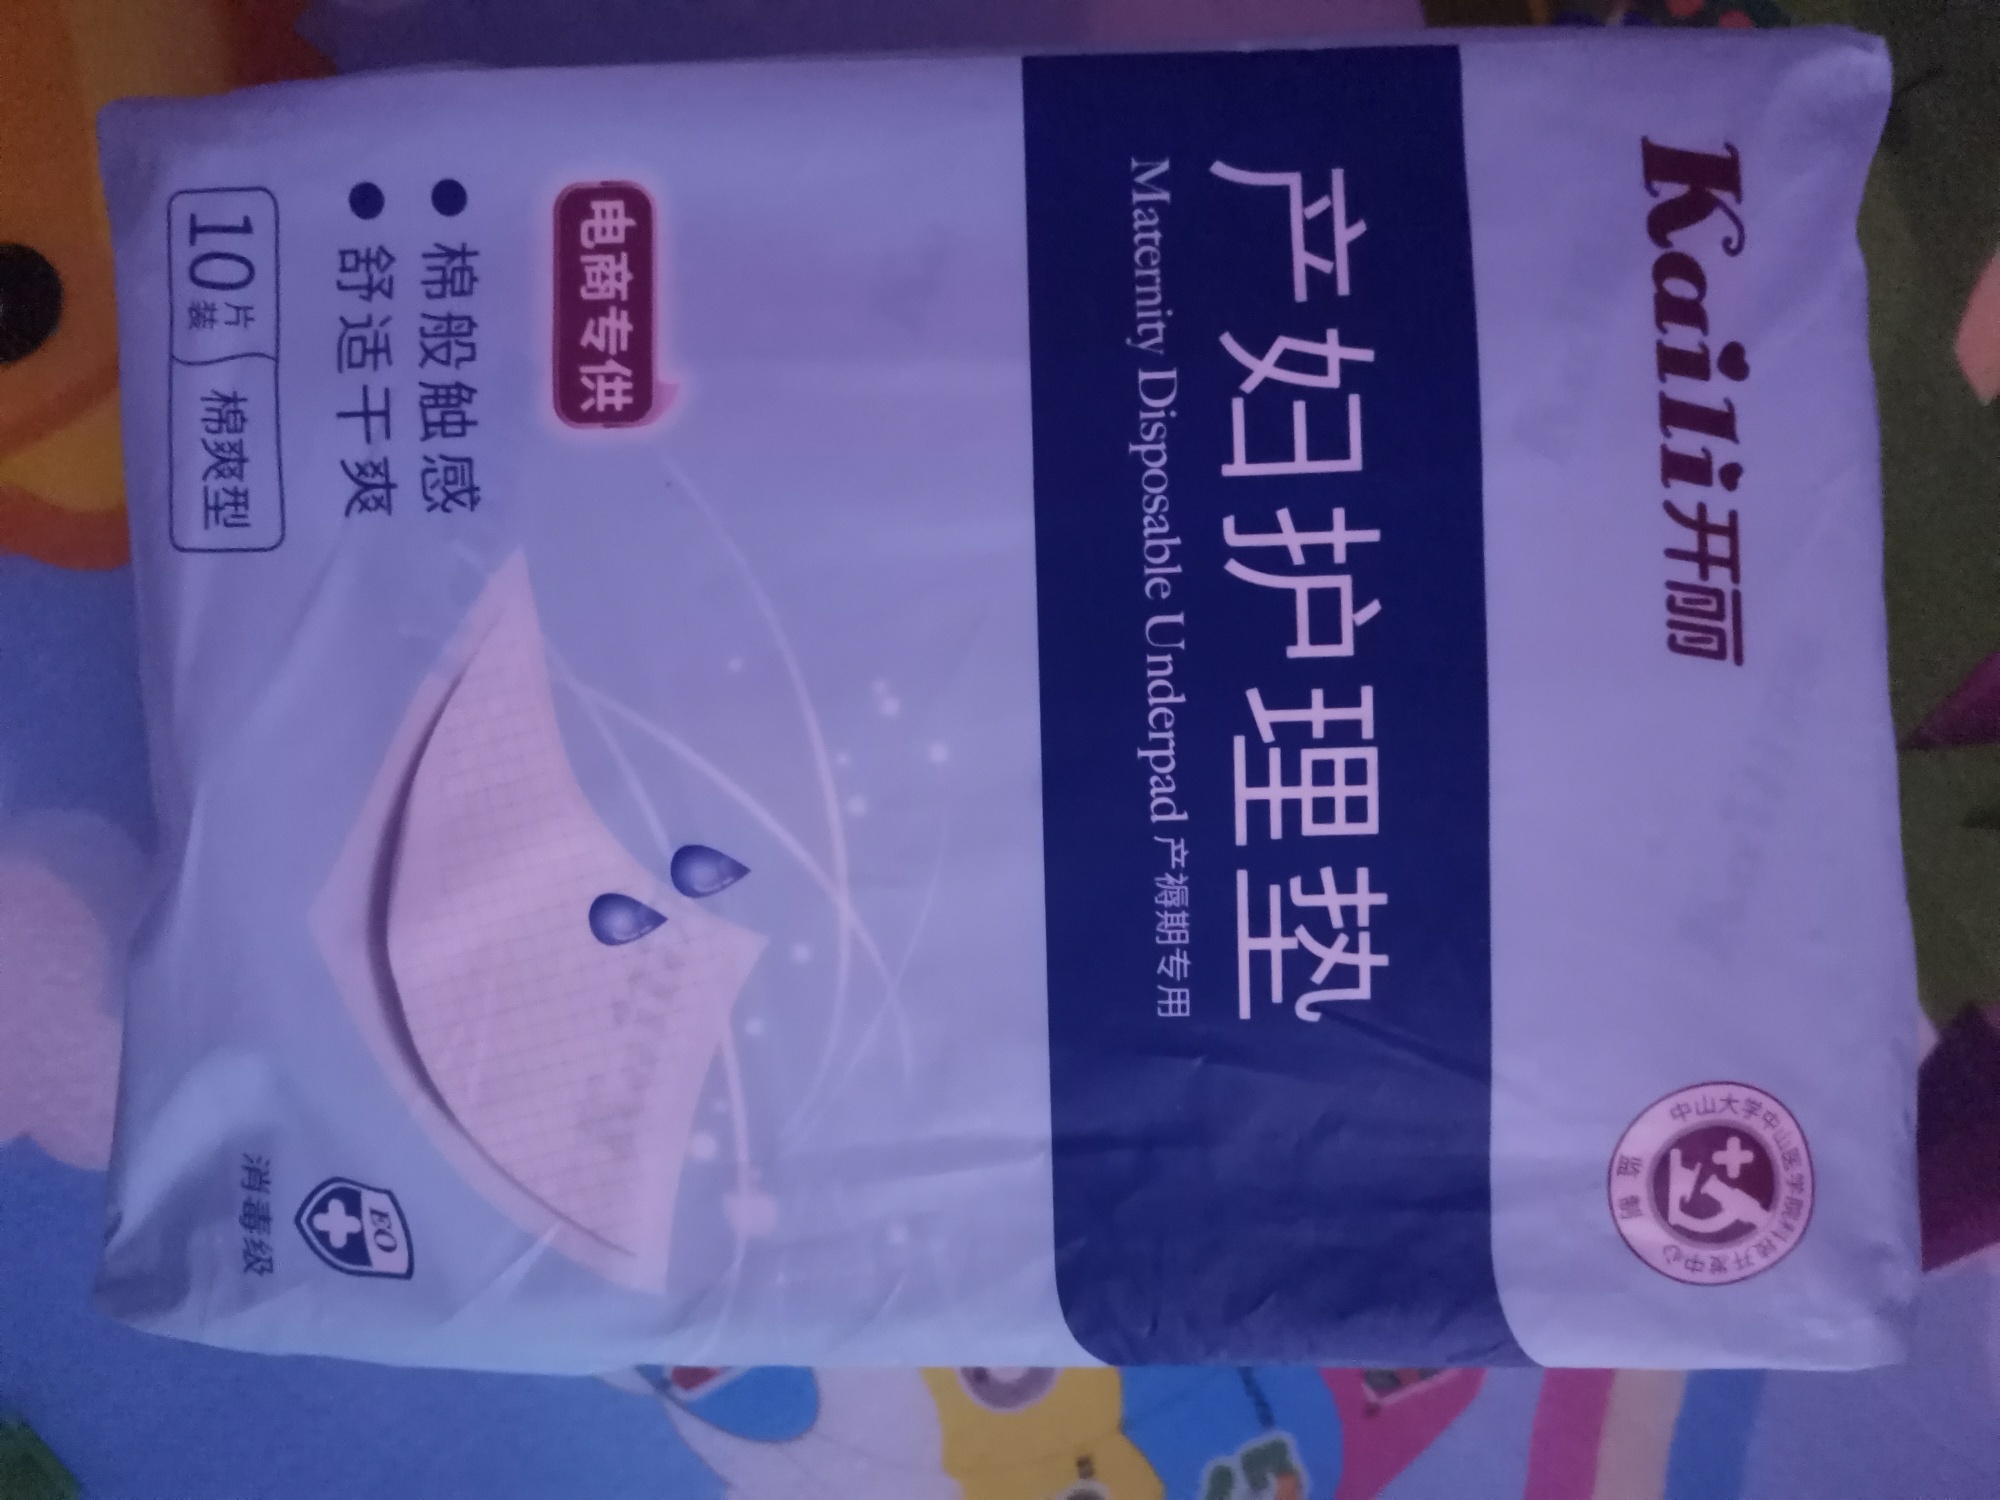 Kaili开丽
中山大学中山医学院科技开发中心
监制
产妇护理垫
Maternity Disposable Underpad 产褥期专用
电商专供
● 棉般触感
● 舒适干爽
10片装 棉爽型
EO
消毒级